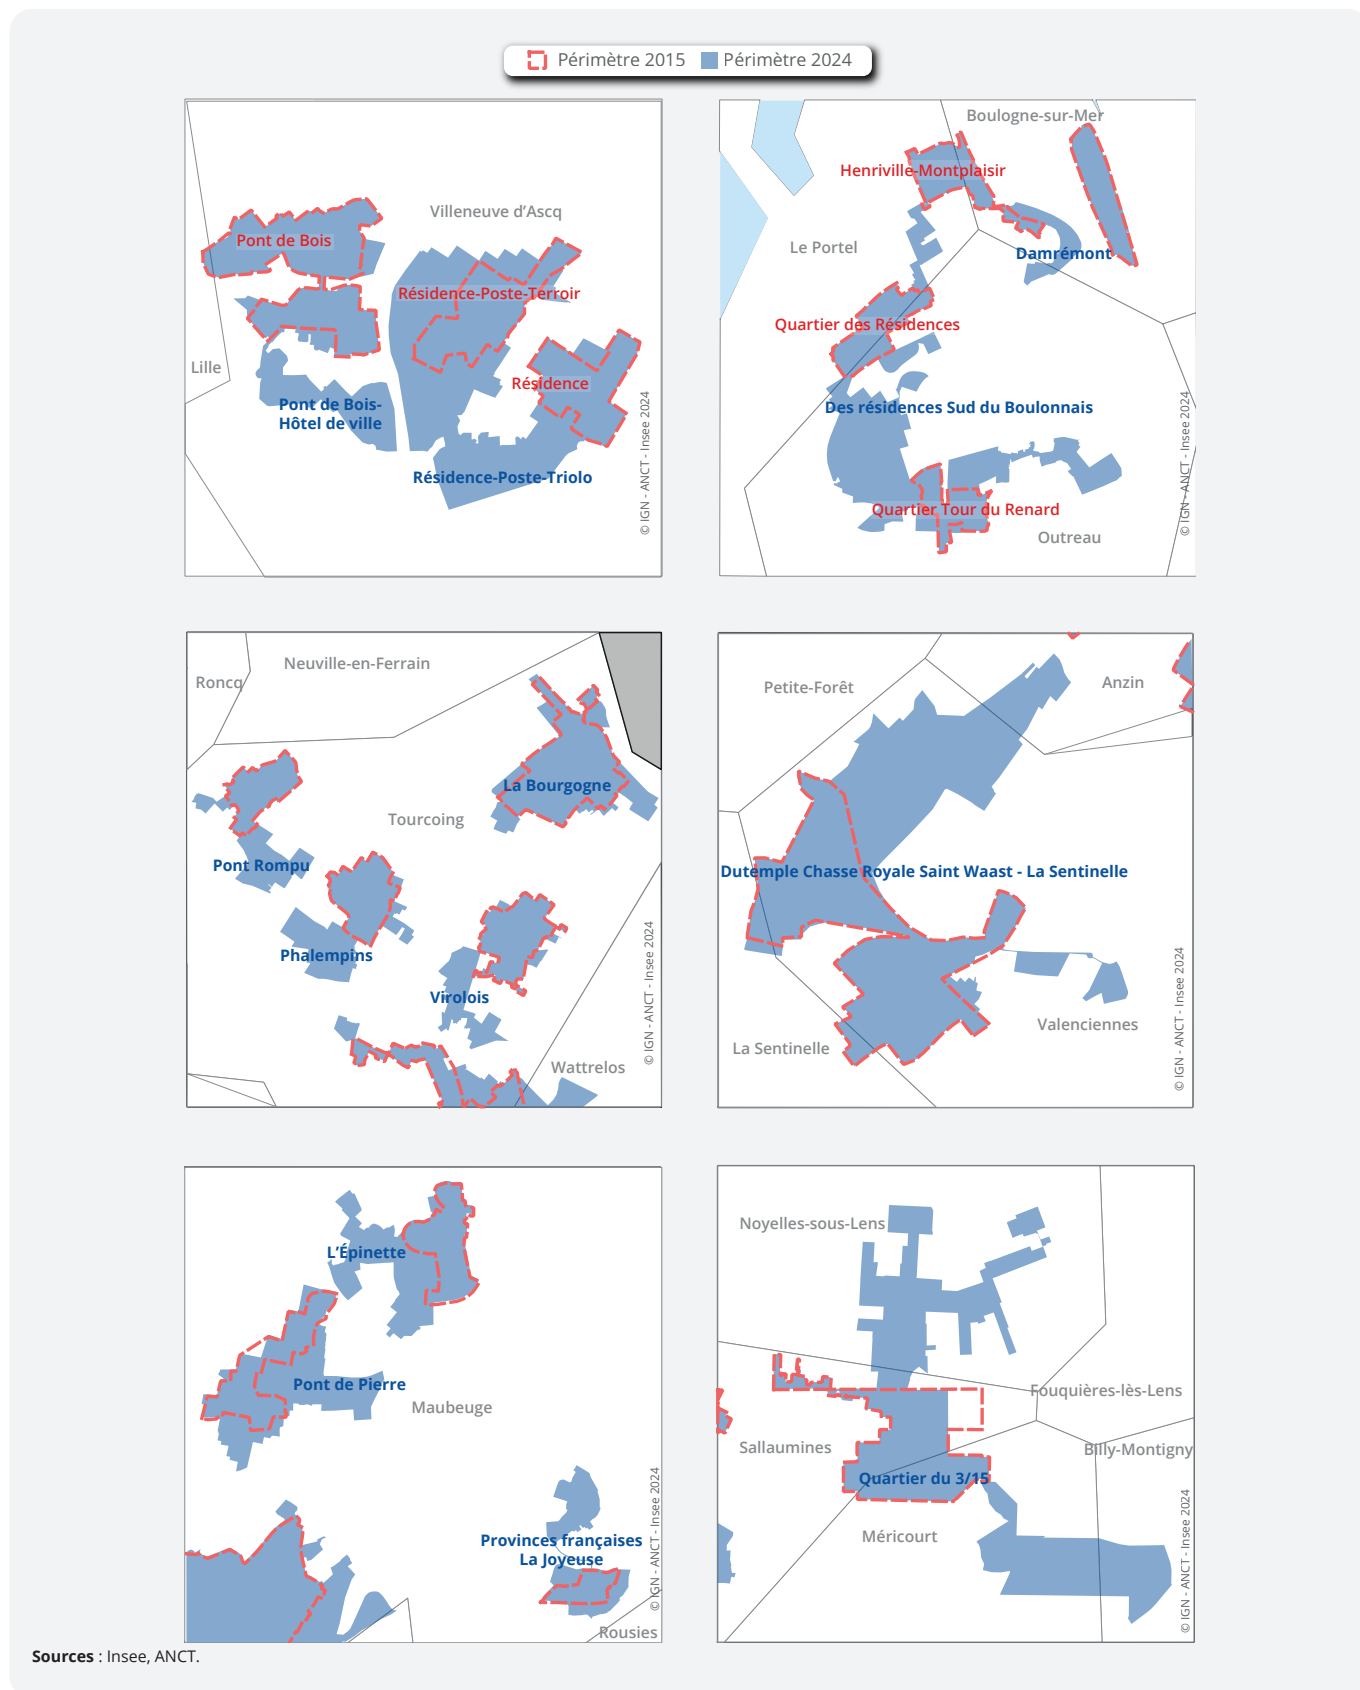 Périmètre 2015 Périmètre 2024
Villeneuve d’Ascq
Pont de Bois
Résidence-Poste-Terroir
Lille
Résidence
Pont de Bois-
Hôtel de ville
Résidence-Poste-Triolo
© IGN - ANCT - Insee 2024
Boulogne-sur-Mer
Henriville-Montplaisir
Le Portel
Damrémont
Quartier des Résidences
Des résidences Sud du Boulonnais
Quartier Tour du Renard
Outreau
© IGN - ANCT - Insee 2024
Neuville-en-Ferrain
Roncq
La Bourgogne
Tourcoing
Pont Rompu
Phalempins
Virolois
Wattrelos
© IGN - ANCT - Insee 2024
Petite-Forêt
Anzin
Dutemple Chasse Royale Saint Waast - La Sentinelle
Valenciennes
La Sentinelle
© IGN - ANCT - Insee 2024
L’Épinette
Pont de Pierre
Maubeuge
Provinces françaises
La Joyeuse
Rousies
© IGN - ANCT - Insee 2024
Noyelles-sous-Lens
Fouquières-lès-Lens
Sallaumines
Billy-Montigny
Quartier du 3/15
Méricourt
© IGN - ANCT - Insee 2024
Sources : Insee, ANCT.